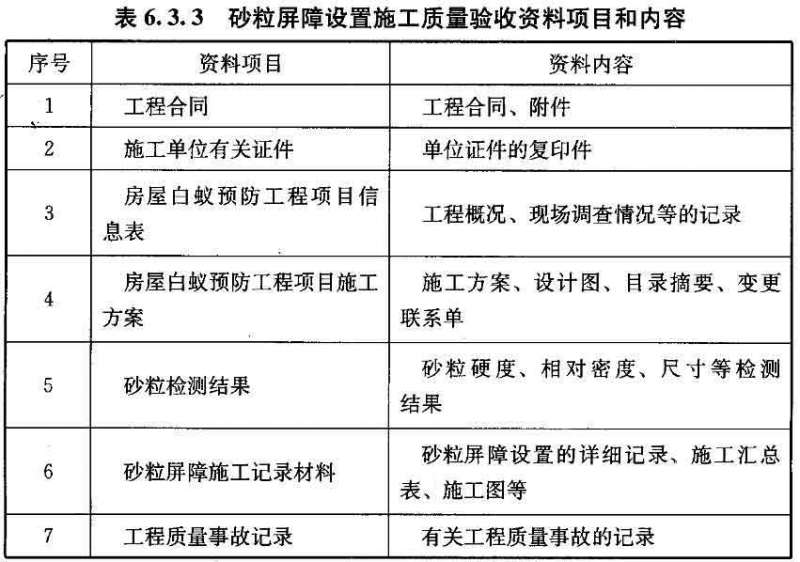 表 6.3.3 砂粒屏障设置施工质量验收资料项目和内容
序号 资料项目 资料内容
1 工程合同 工程合同、附件
2 施工单位有关证件 单位证件的复印件
3 房屋白蚁预防工程项目信
息表 工程概况、现场调查情况等的记录
4 房屋白蚁预防工程项目施工
方案 施工方案、设计图、目录摘要、变更
联系单
5 砂粒检测结果 砂粒硬度、相对密度、尺寸等检测
结果
6 砂粒屏障施工记录材料 砂粒屏障设置的详细记录、施工汇总
表、施工图等
7 工程质量事故记录 有关工程质量事故的记录